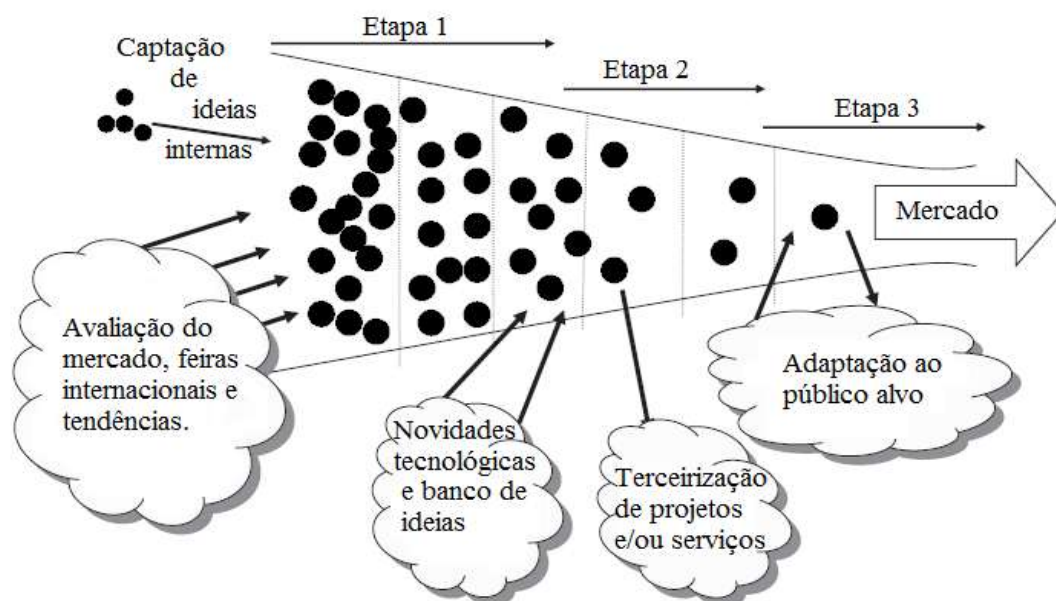 Etapa 1
Captação
de
ideias
internas
Etapa 2
Etapa 3
Mercado
Avaliação do
mercado, feiras
internacionais e
tendências.
Novidades
tecnológicas
e banco de
ideias
Terceirização
de projetos
e/ou serviços
Adaptação ao
público alvo